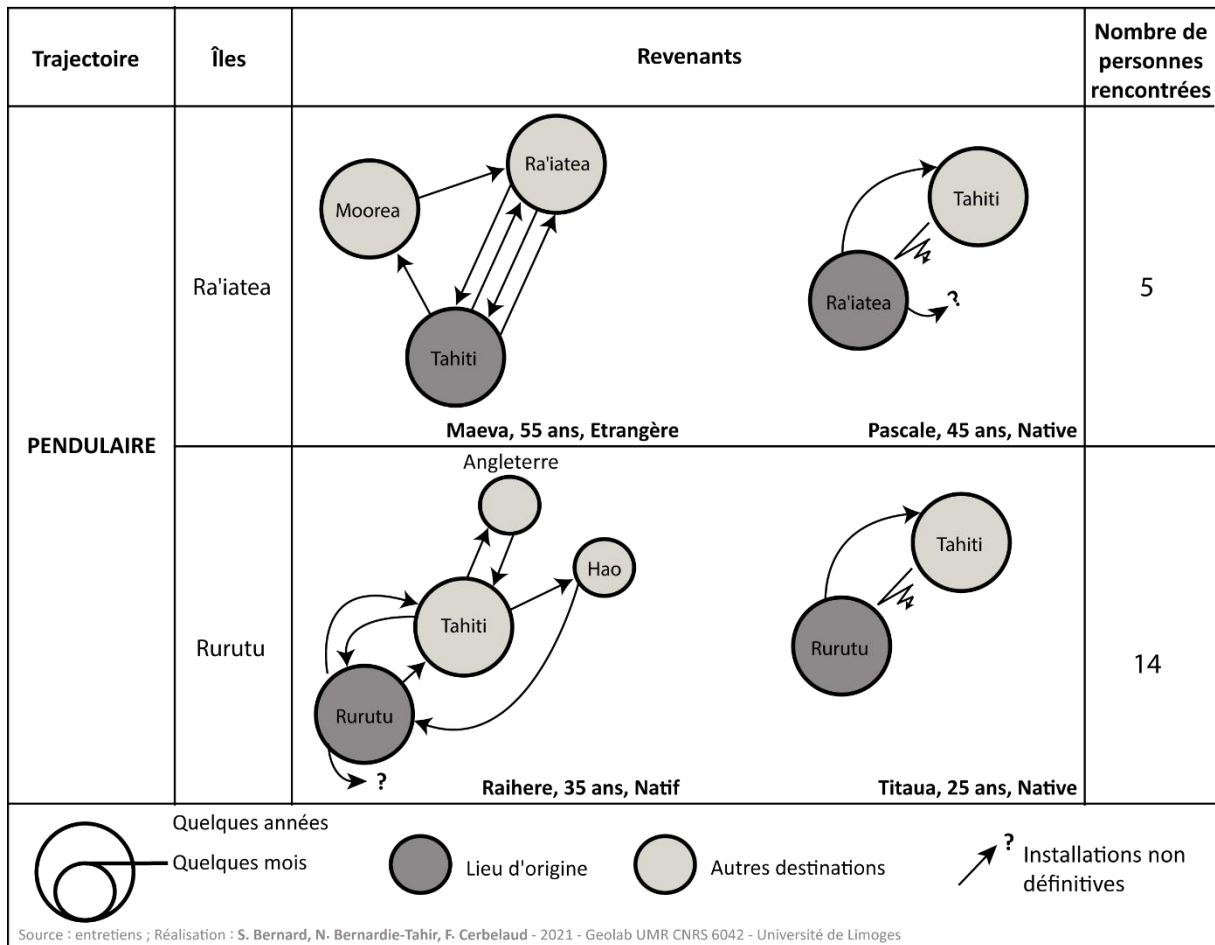 Trajectoire
Îles
Revenants
Nombre de
personnes
rencontrées
PENDULAIRE
Ra'iatea
Moorea
Ra'iatea
Tahiti
Maeva, 55 ans, Etrangère
Tahiti
Ra'iatea
?
Pascale, 45 ans, Native
5
Rurutu
Angleterre
Hao
Tahiti
Rurutu
?
Raihere, 35 ans, Natif
Tahiti
Rurutu
Titaua, 25 ans, Native
14
Quelques années
Quelques mois
Lieu d'origine
Autres destinations
? Installations non
définitives
Source : entretiens ; Réalisation : S. Bernard, N. Bernardie-Tahir, F. Cerbelaud - 2021 - Geolab UMR CNRS 6042 - Université de Limoges